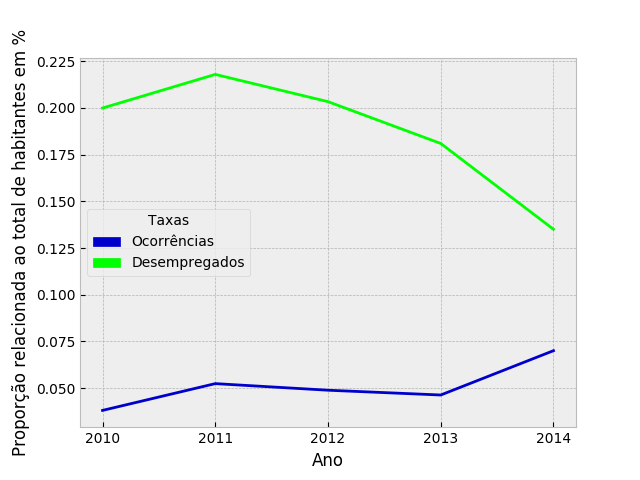 Proporção relacionada ao total de habitantes em %
0.225
0.200
0.175
0.150
0.125
0.100
0.075
0.050
Taxas
Ocorrências
Desempregados
2010 2011 2012 2013 2014
Ano